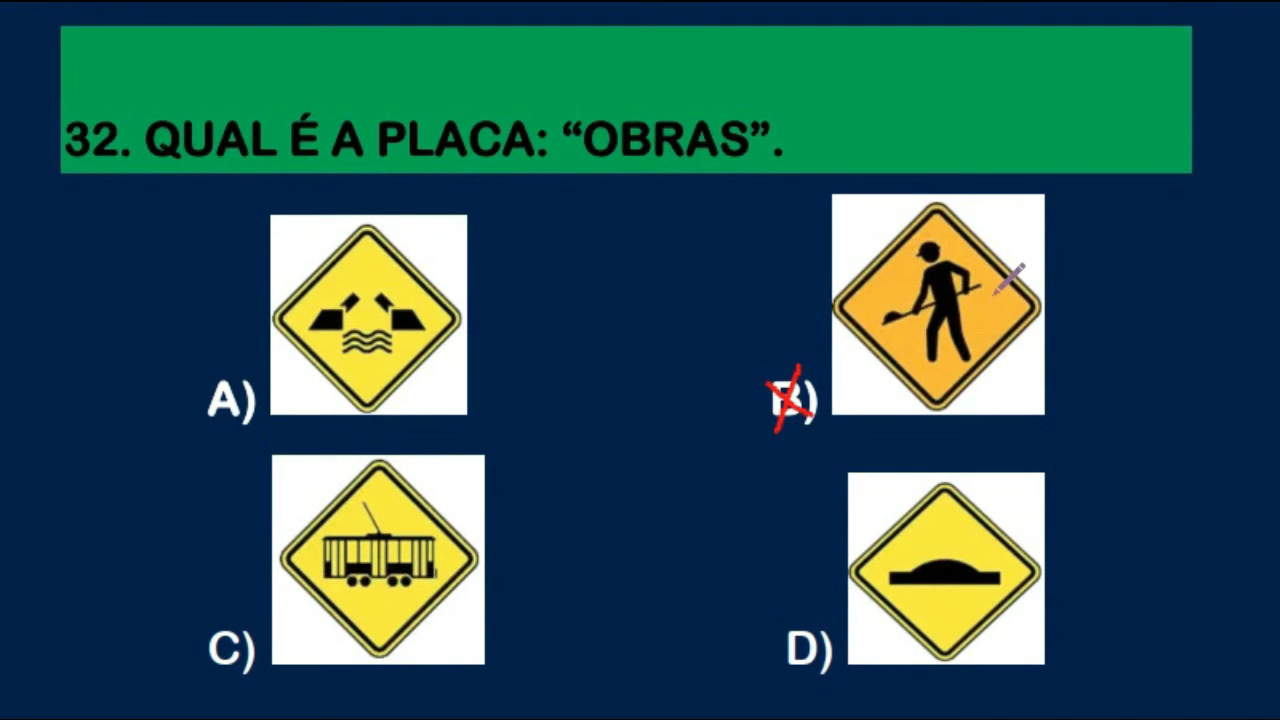 32. QUAL É A PLACA: “OBRAS”.
A)
B)
C)
D)